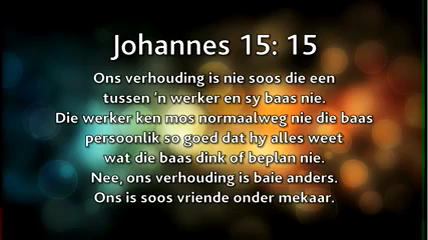 Johannes 15: 15
Ons verhouding is nie soos die een
tussen 'n werker en sy baas nie.
Die werker ken mos normaalweg nie die baas
persoonlik so goed dat hy alles weet
wat die baas dink of beplan nie.
Nee, ons verhouding is baie anders.
Ons is soos vriende onder mekaar.